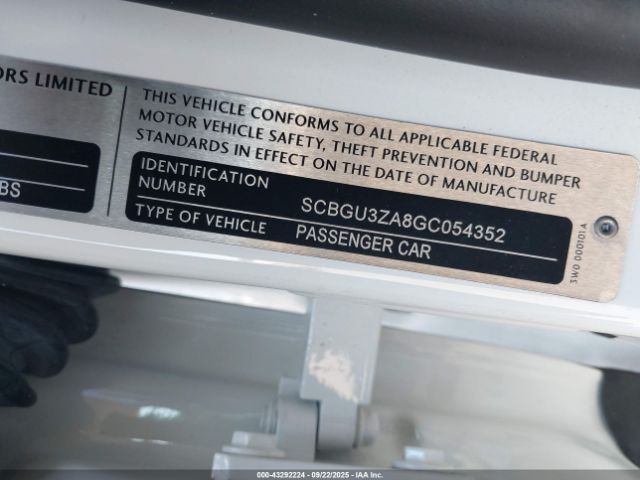 ORS LIMITED
BS
THIS VEHICLE CONFORMS TO ALL APPLICABLE FEDERAL
MOTOR VEHICLE SAFETY, THEFT PREVENTION AND BUMPER
STANDARDS IN EFFECT ON THE DATE OF MANUFACTURE
IDENTIFICATION
NUMBER SCBGU3ZA8GC054352
TYPE OF VEHICLE PASSENGER CAR
3W0 000101A
000-43292224 - 09/22/2025 - IAA Inc.